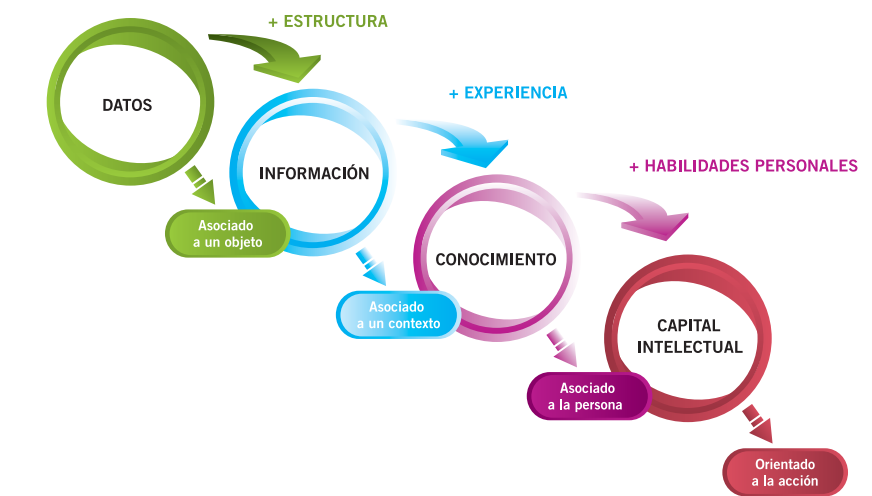 + ESTRUCTURA
DATOS
+ EXPERIENCIA
INFORMACIÓN
+ HABILIDADES PERSONALES
Asociado
a un objeto
CONOCIMIENTO
Asociado
a un contexto
CAPITAL
INTELECTUAL
Asociado
a la persona
Orientado
a la acción